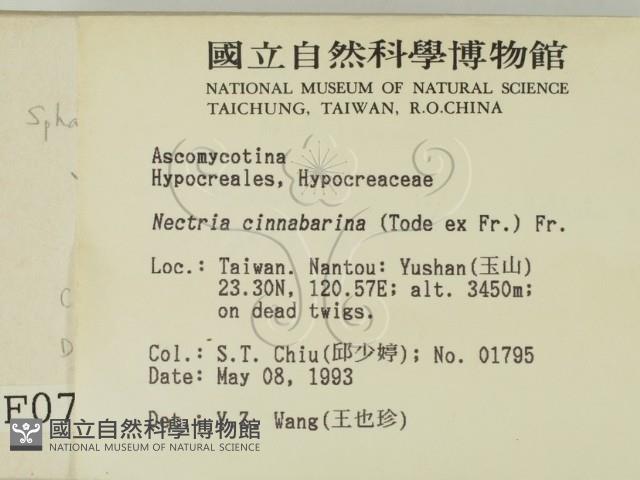 國立自然科學博物館
NATIONAL MUSEUM OF NATURAL SCIENCE
TAICHUNG, TAIWAN, R.O.CHINA
Spha
Ascomycotina
Hypocreales, Hypocreaceae
Nectria cinnabarina (Tode ex Fr.) Fr.
Loc.: Taiwan. Nantou: Yushan(玉山)
23.30N, 120.57E; alt. 3450m;
on dead twigs.
C
Col.: S.T. Chiu(邱少婷); No. 01795
D
Date: May 08, 1993
F07
Det.: Y.Z. Wang(王也珍)
國立自然科學博物館
NATIONAL MUSEUM OF NATURAL SCIENCE